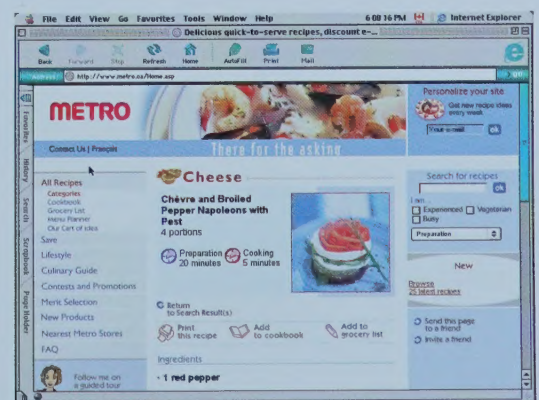 File Edit View Go Favorites Tools Window Help 6:08:16 PM Internet Explorer
Delicious quick-to-serve recipes, discount e-...
Back Forward Stop Refresh Home AutoFill Print Mail
Address http://www.metro.ca/Home.asp go
Favorites
History
Search
Scrapbook
Page Holder
METRO
Contact Us | Français
There for the asking
Personalize your site
Get new recipe ideas
every week
Your e-mail ok
All Recipes
Categories
Cookbook
Grocery List
Menu Planner
Our Cart of idea
Save
Lifestyle
Culinary Guide
Contests and Promotions
Merit Selection
New Products
Nearest Metro Stores
FAQ
Follow me on
a guided tour
Cheese
Chèvre and Broiled
Pepper Napoleons with
Pest
4 portions
Preparation
20 minutes
Cooking
5 minutes
Return
to Search Result(s)
Print
this recipe
Add
to cookbook
Add to
grocery list
Ingredients
- 1 red pepper
Search for recipes
ok
I am ...
Experienced Vegetarian
Busy
Preparation
New
Browse
25 latest recipes
Send this page
to a friend
Invite a friend